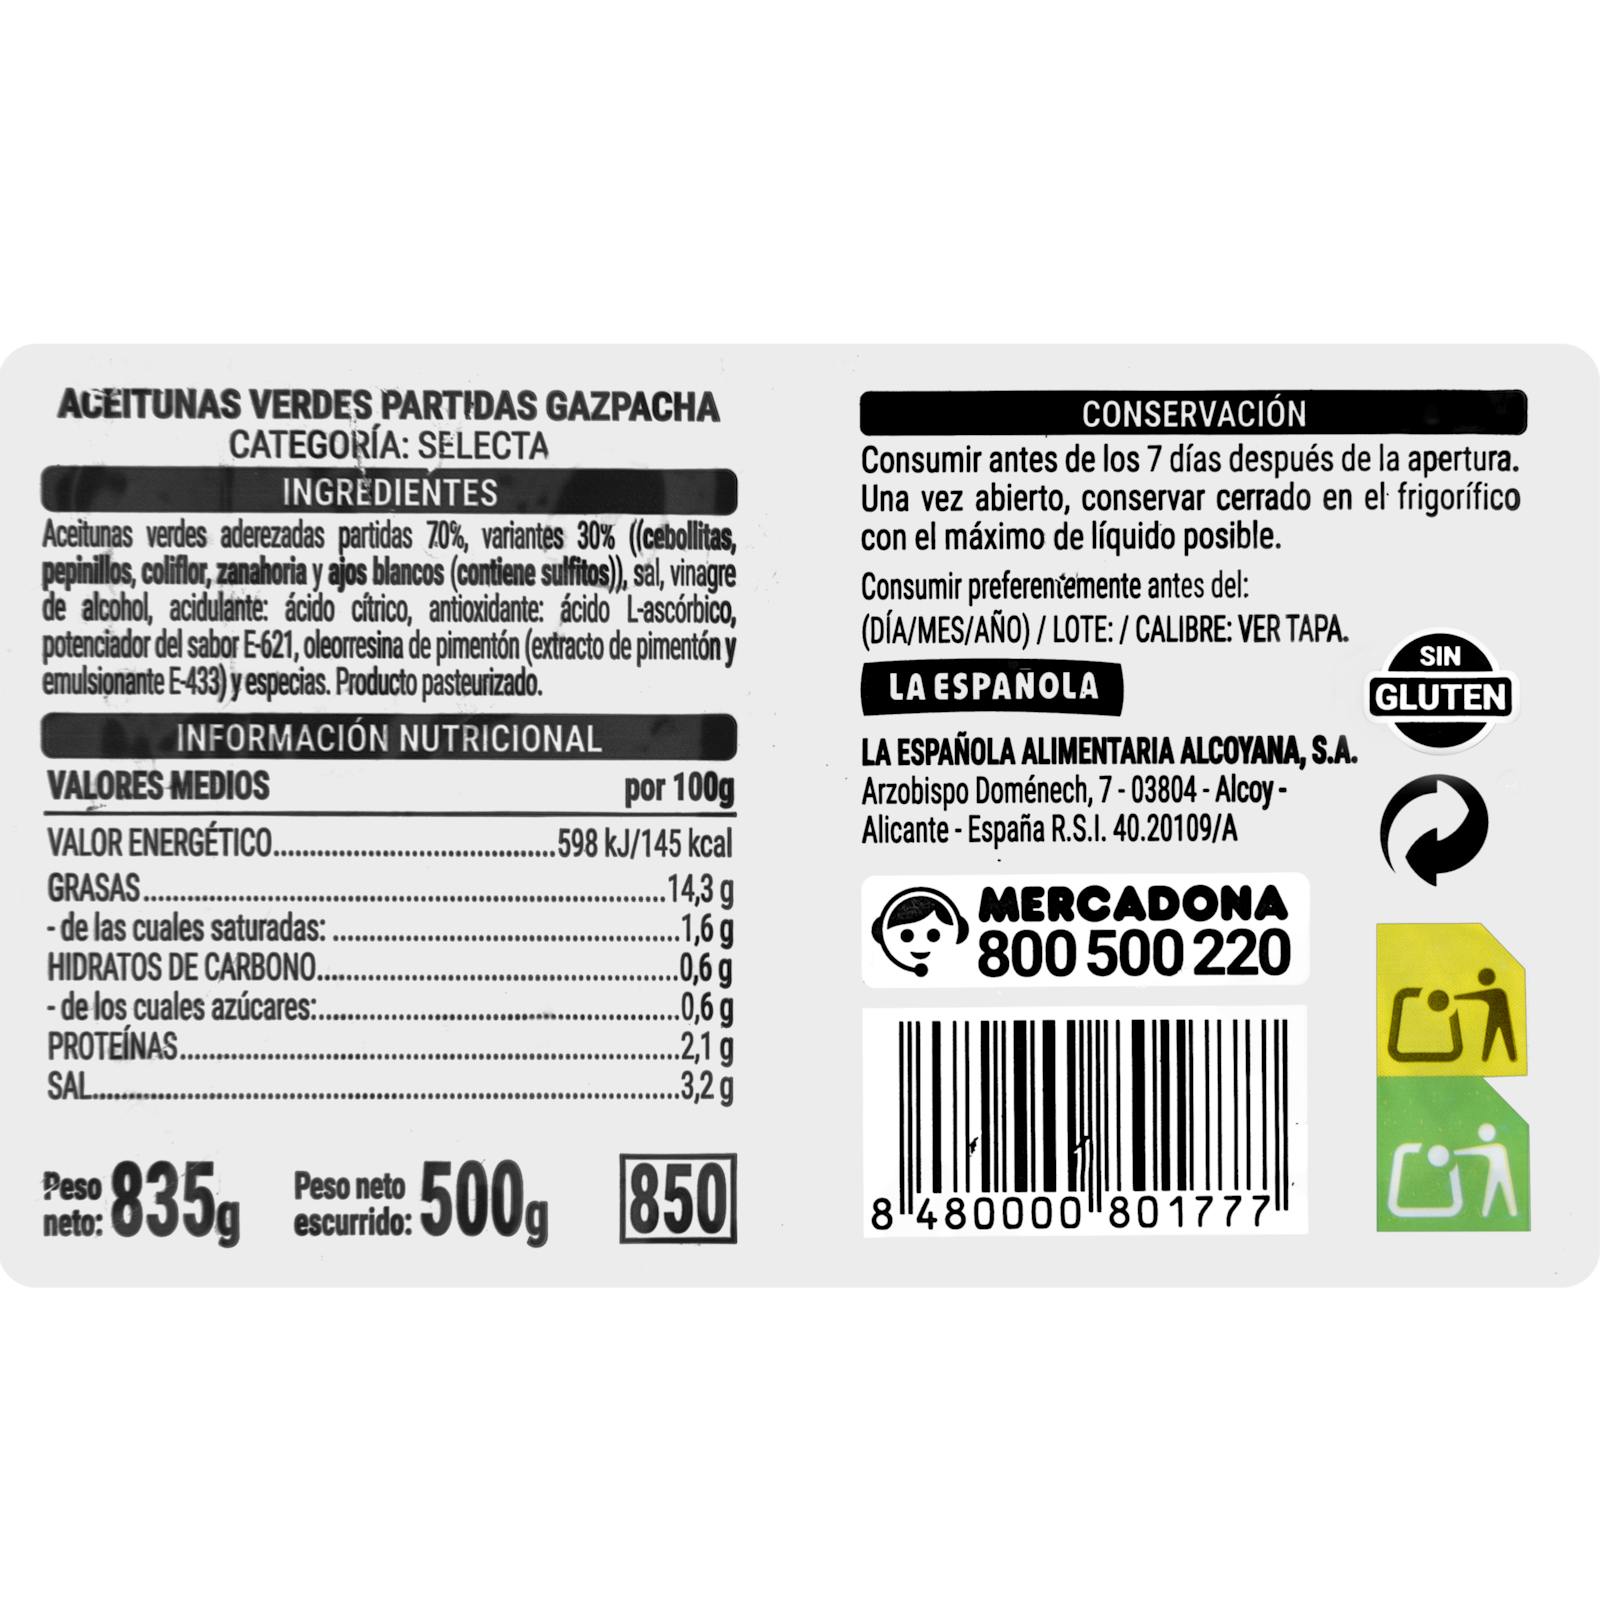 ACEITUNAS VERDES PARTIDAS GAZPACHA
CATEGORÍA: SELECTA
INGREDIENTES
Aceitunas verdes aderezadas partidas 70%, variantes 30% ((cebollitas,
pepinillos, coliflor, zanahoria y ajos blancos (contiene sulfitos)), sal, vinagre
de alcohol, acidulante: ácido cítrico, antioxidante: ácido L-ascórbico,
potenciador del sabor E-621, oleorresina de pimentón (extracto de pimentón y
emulsionante E-433) y especias. Producto pasteurizado.
INFORMACIÓN NUTRICIONAL
VALORES MEDIOS por 100g
VALOR ENERGÉTICO 598 kJ/145 kcal
GRASAS 14,3 g
- de las cuales saturadas: 1,6 g
HIDRATOS DE CARBONO 0,6 g
- de los cuales azúcares: 0,6 g
PROTEÍNAS 2,1 g
SAL 3,2 g
Peso neto: 835g
Peso neto escurrido: 500g
850
CONSERVACIÓN
Consumir antes de los 7 días después de la apertura.
Una vez abierto, conservar cerrado en el frigorífico
con el máximo de líquido posible.
Consumir preferentemente antes del:
(DÍA/MES/AÑO) / LOTE: / CALIBRE: VER TAPA.
LA ESPAÑOLA
SIN
GLUTEN
LA ESPAÑOLA ALIMENTARIA ALCOYANA, S.A.
Arzobispo Doménech, 7 - 03804 - Alcoy -
Alicante - España R.S.I. 40.20109/A
MERCADONA
800 500 220
8 480000 801777